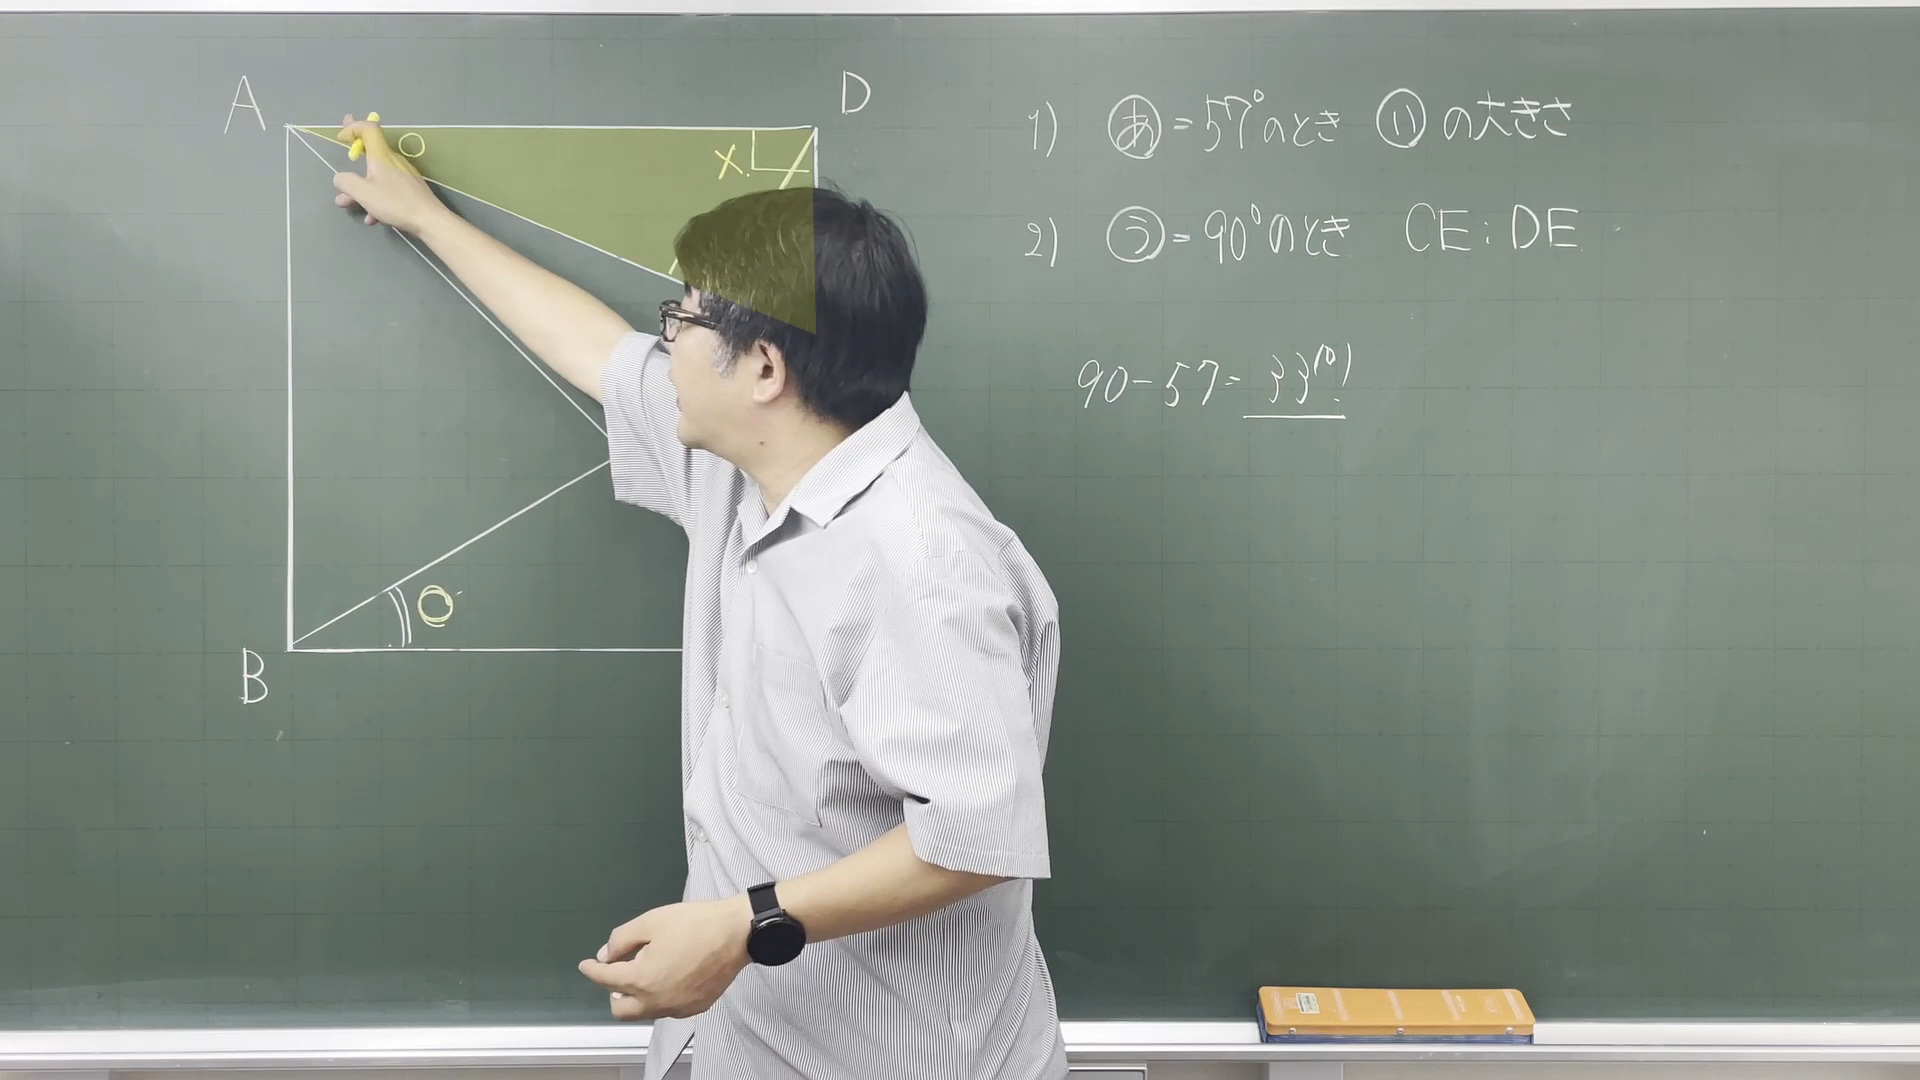 A
D
O
X
B
O
1) あ=57°のとき いの大きさ
2) う=90°のとき CE:DE
90-57=33(°)